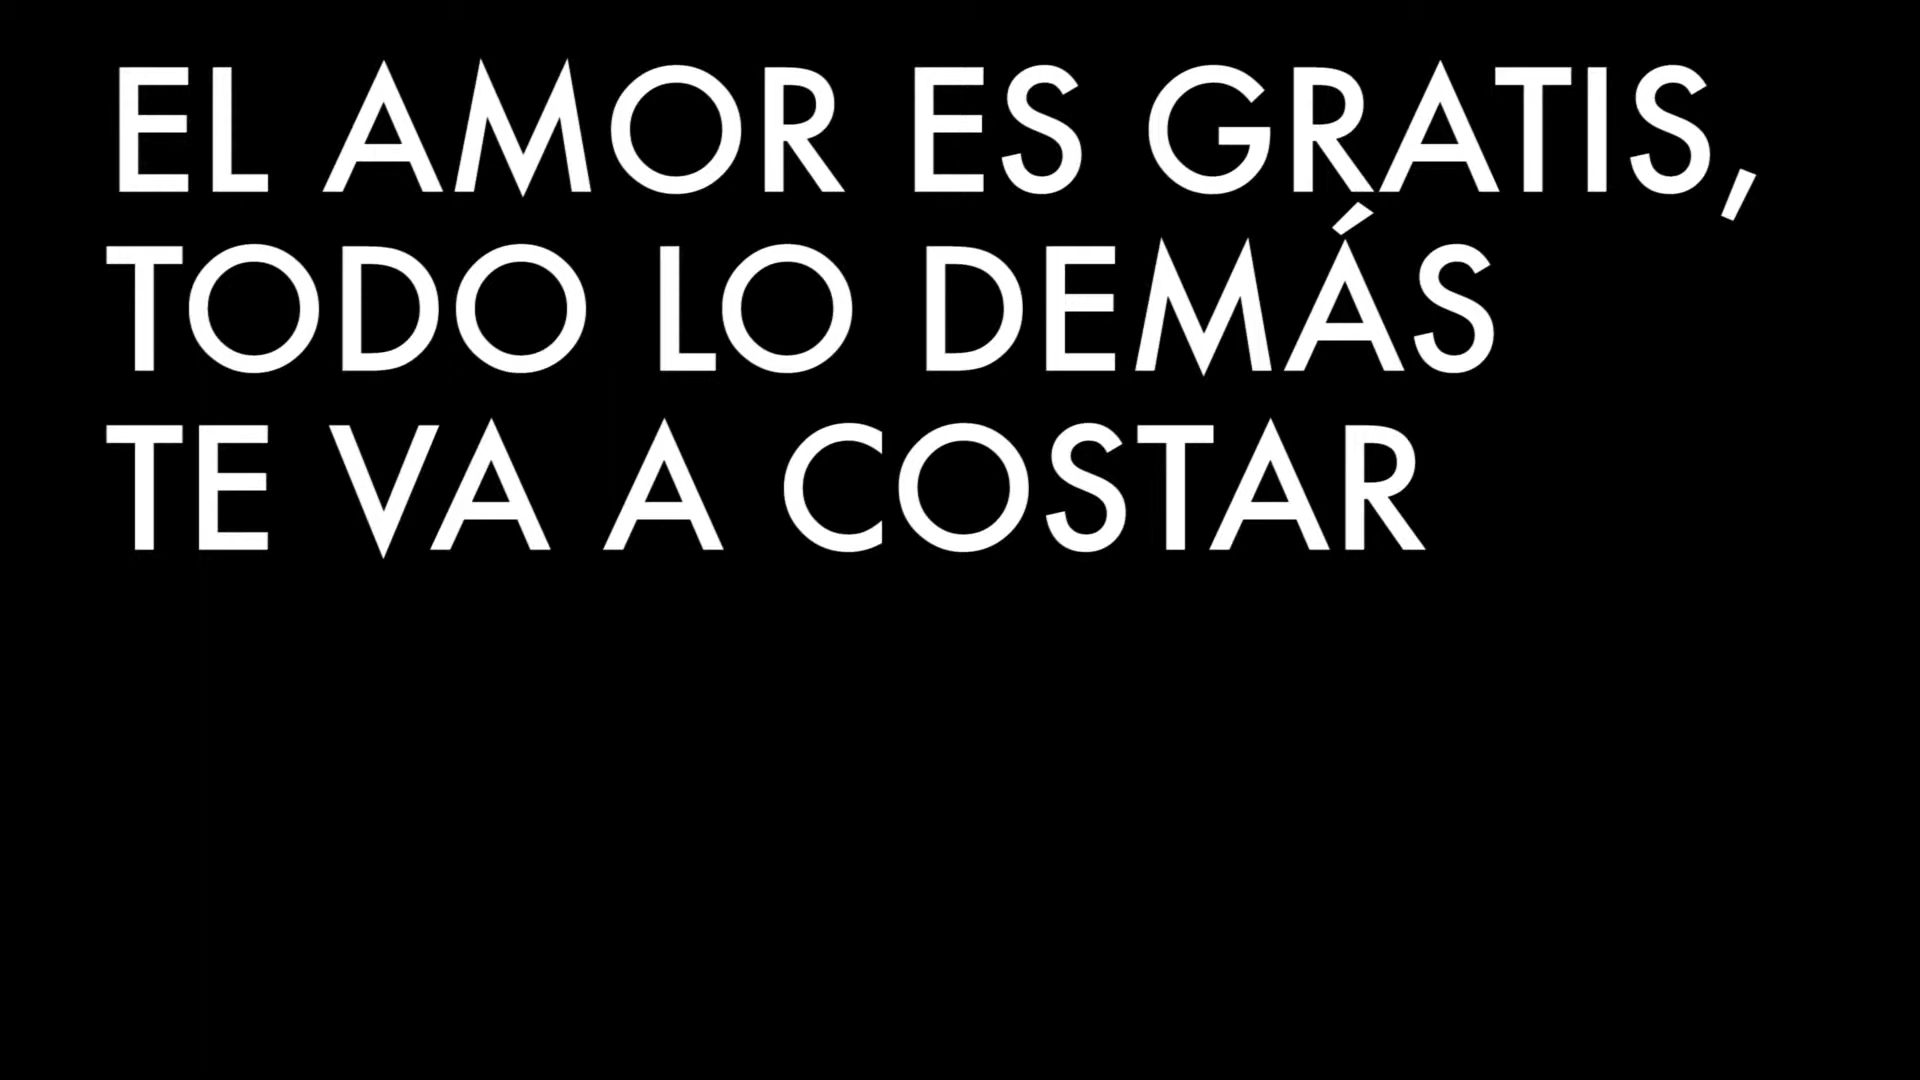 EL AMOR ES GRATIS,
TODO LO DEMÁS
TE VA A COSTAR